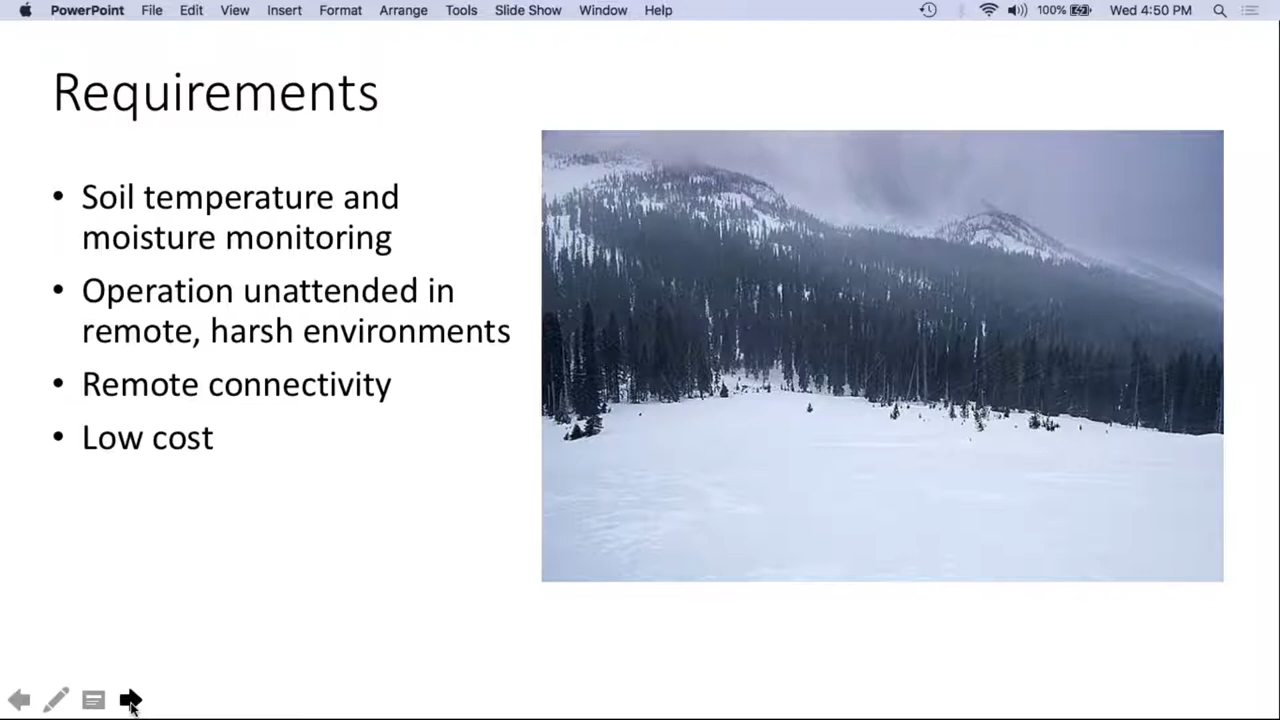 PowerPoint File Edit View Insert Format Arrange Tools Slide Show Window Help 100% Wed 4:50 PM
Requirements
• Soil temperature and
moisture monitoring
• Operation unattended in
remote, harsh environments
• Remote connectivity
• Low cost